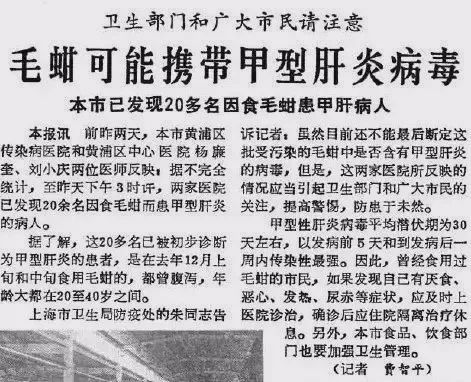 卫生部门和广大市民请注意
毛蚶可能携带甲型肝炎病毒
本市已发现20多名因食毛蚶患甲肝病人
本报讯 前昨两天，本市黄浦区
传染病医院和黄浦区中心医院杨廉
奎、刘小庆两位医师反映：据不完全
统计，至昨天下午3时许，两家医院
已发现20余名因食毛蚶而患甲型肝炎
的病人。
据了解，这20多名已被初步诊断
为甲型肝炎的患者，是在去年12月上
旬和中旬食用毛蚶的，都曾腹泻，年
龄大都在20至40岁之间。
上海市卫生局防疫处的朱同志告
诉记者：虽然目前还不能最后断定这
批受污染的毛蚶中是否含有甲型肝炎
的病毒，但是，这两家医院所反映的
情况应当引起卫生部门和广大市民的
关注，提高警惕，防患于未然。
甲型性肝炎病毒平均潜伏期为30
天左右，以发病前5天和到发病后一
周内传染性最强。因此，曾经食用过
毛蚶的市民，如果发现自己有厌食、
恶心、发热、尿赤等症状，应及时上
医院诊治，确诊后应住院隔离治疗休
息。另外，本市食品、饮食部
门也要加强卫生管理。
（记者 费智平）